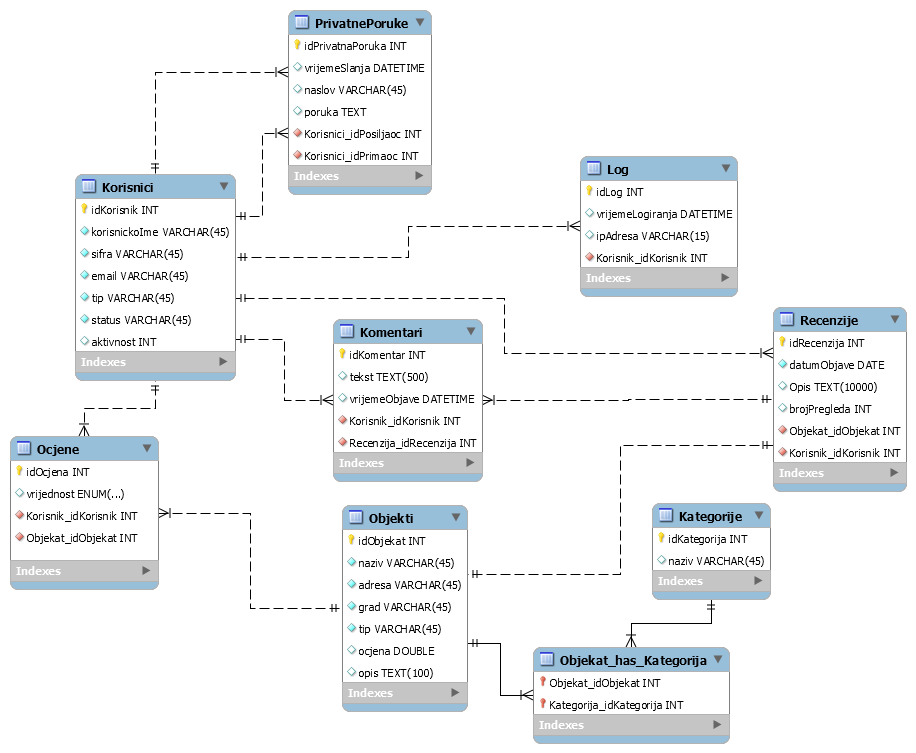 PrivatnePoruke
idPrivatnaPoruka INT
vrijemeSlanja DATETIME
naslov VARCHAR(45)
poruka TEXT
Korisnici_idPosiljaoc INT
Korisnici_idPrimaoc INT
Indexes
Korisnici
idKorisnik INT
korisnickoIme VARCHAR(45)
sifra VARCHAR(45)
email VARCHAR(45)
tip VARCHAR(45)
status VARCHAR(45)
aktivnost INT
Indexes
Log
idLog INT
vrijemeLogiranja DATETIME
ipAdresa VARCHAR(15)
Korisnik_idKorisnik INT
Indexes
Komentari
idKomentar INT
tekst TEXT(500)
vrijemeObjave DATETIME
Korisnik_idKorisnik INT
Recenzija_idRecenzija INT
Indexes
Recenzije
idRecenzija INT
datumObjave DATE
Opis TEXT(10000)
brojPregleda INT
Objekat_idObjekat INT
Korisnik_idKorisnik INT
Indexes
Ocjene
idOcjena INT
vrijednost ENUM(...)
Korisnik_idKorisnik INT
Objekat_idObjekat INT
Indexes
Objekti
idObjekat INT
naziv VARCHAR(45)
adresa VARCHAR(45)
grad VARCHAR(45)
tip VARCHAR(45)
ocjena DOUBLE
opis TEXT(100)
Indexes
Kategorije
idKategorija INT
naziv VARCHAR(45)
Indexes
Objekat_has_Kategorija
Objekat_idObjekat INT
Kategorija_idKategorija INT
Indexes